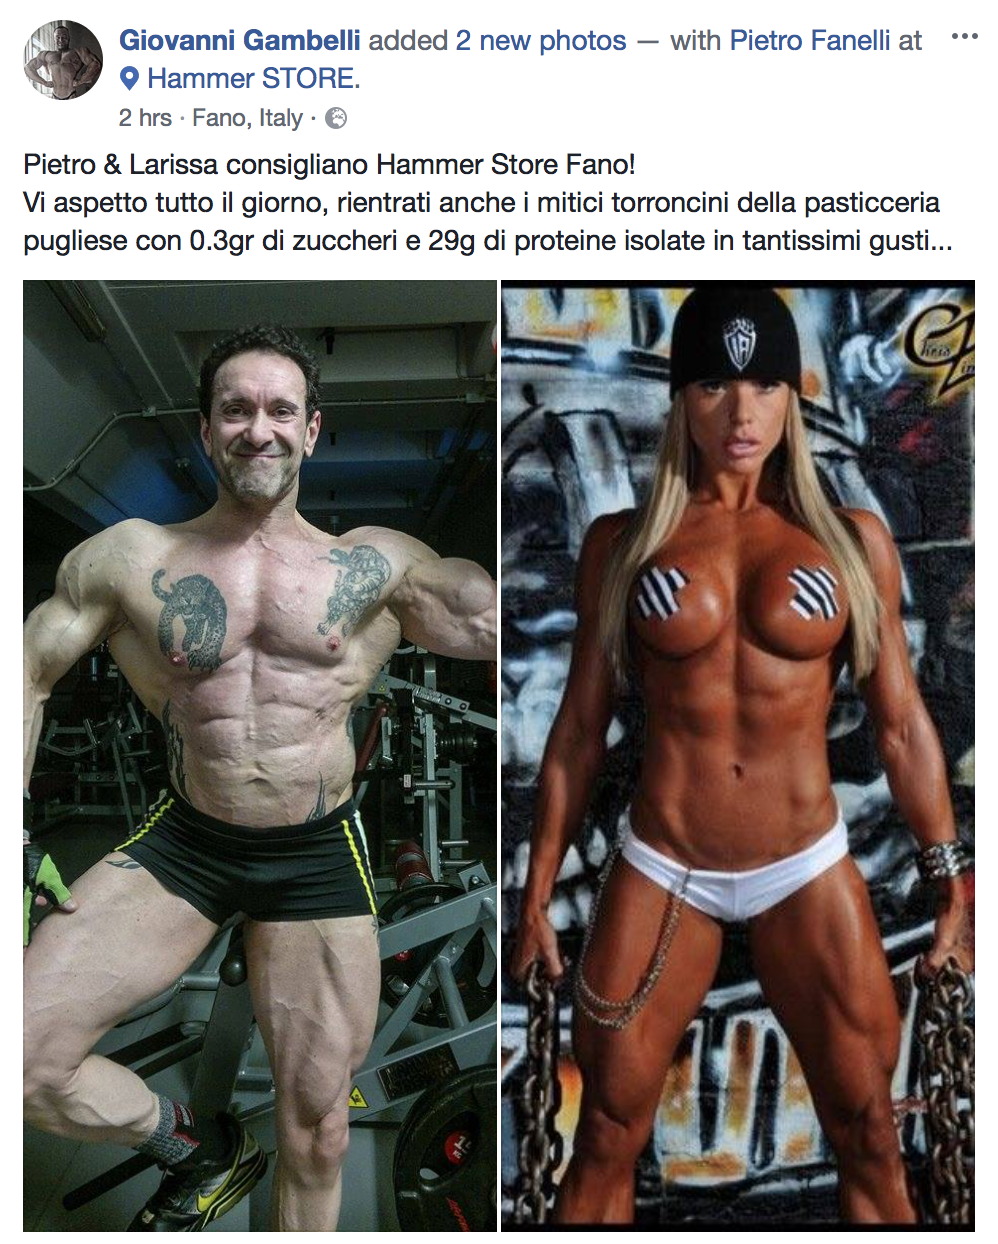 Giovanni Gambelli added 2 new photos — with Pietro Fanelli at
Hammer STORE.
2 hrs · Fano, Italy ·
Pietro & Larissa consigliano Hammer Store Fano!
Vi aspetto tutto il giorno, rientrati anche i mitici torroncini della pasticceria
pugliese con 0.3gr di zuccheri e 29g di proteine isolate in tantissimi gusti...
Chris